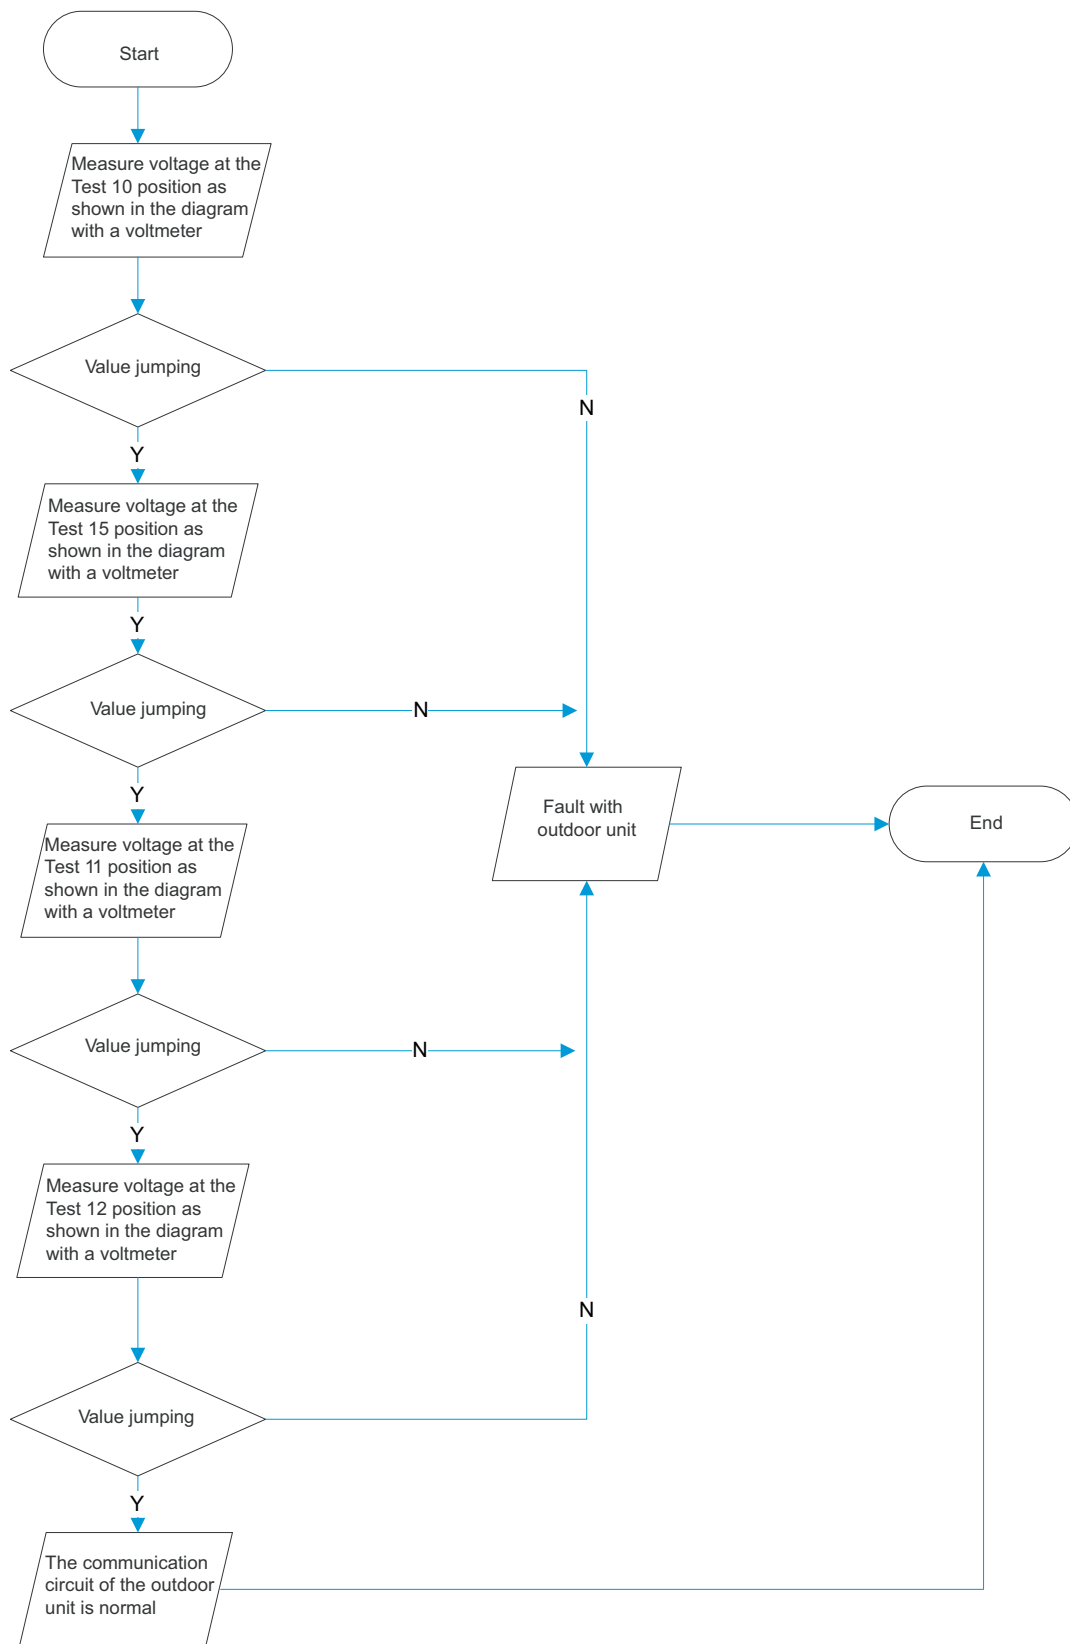 Start
Measure voltage at the
Test 10 position as
shown in the diagram
with a voltmeter
Value jumping
N
Y
Measure voltage at the
Test 15 position as
shown in the diagram
with a voltmeter
Y
Value jumping
N
Y
Fault with
outdoor unit
End
Measure voltage at the
Test 11 position as
shown in the diagram
with a voltmeter
Value jumping
N
Y
Measure voltage at the
Test 12 position as
shown in the diagram
with a voltmeter
N
Value jumping
Y
The communication
circuit of the outdoor
unit is normal